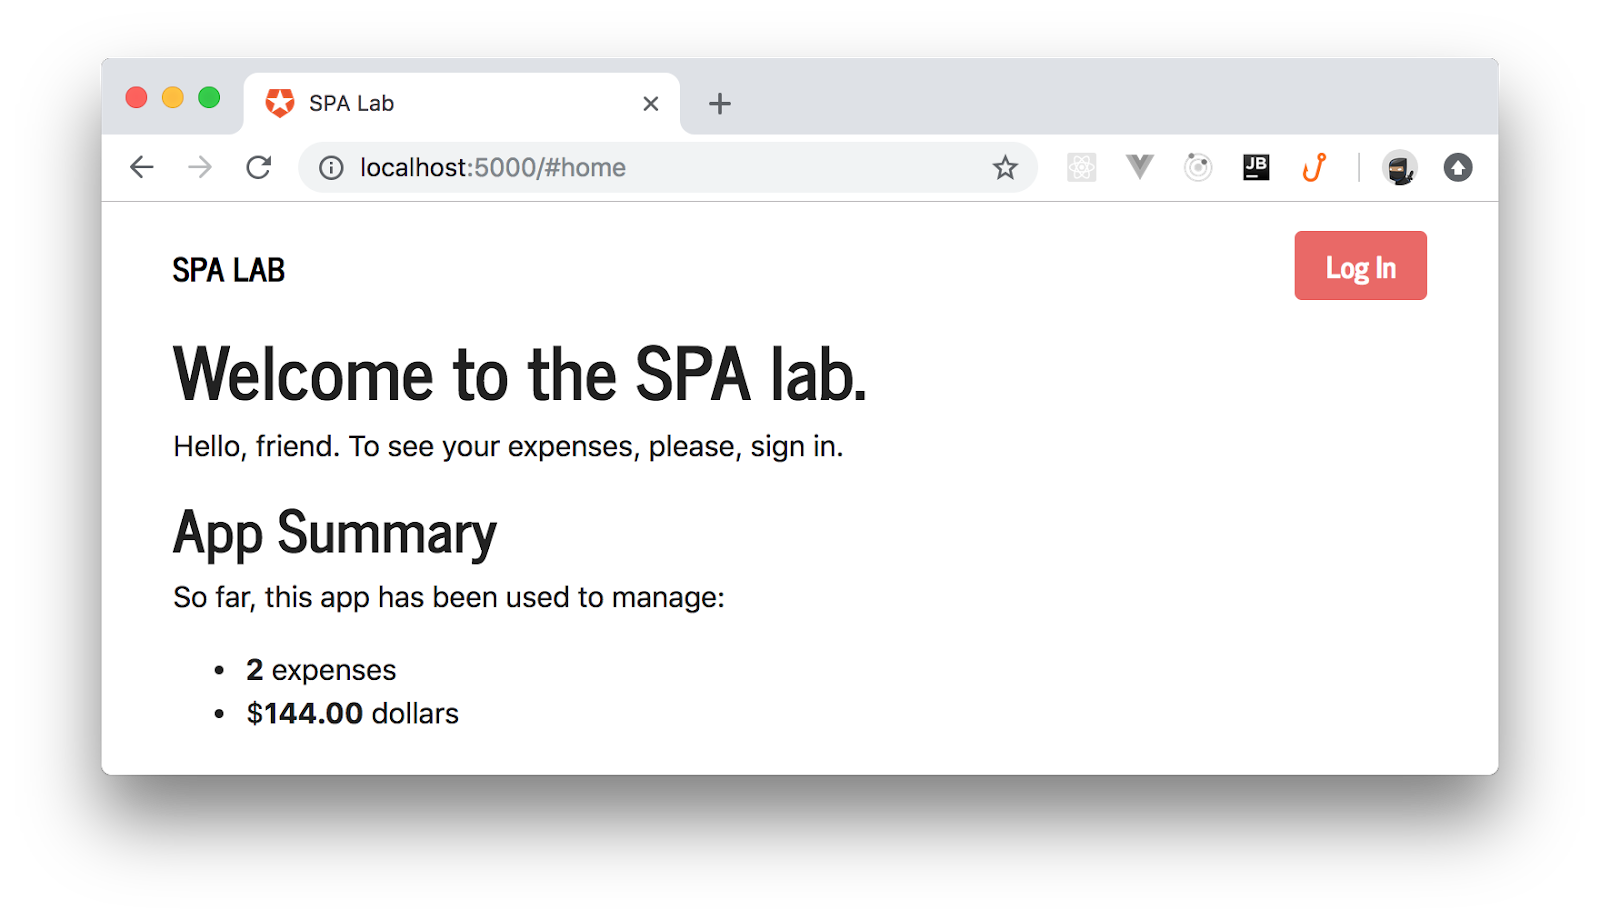 SPA Lab
localhost:5000/#home
JB
SPA LAB
Log In
Welcome to the SPA lab.
Hello, friend. To see your expenses, please, sign in.
App Summary
So far, this app has been used to manage:
• 2 expenses
• $144.00 dollars